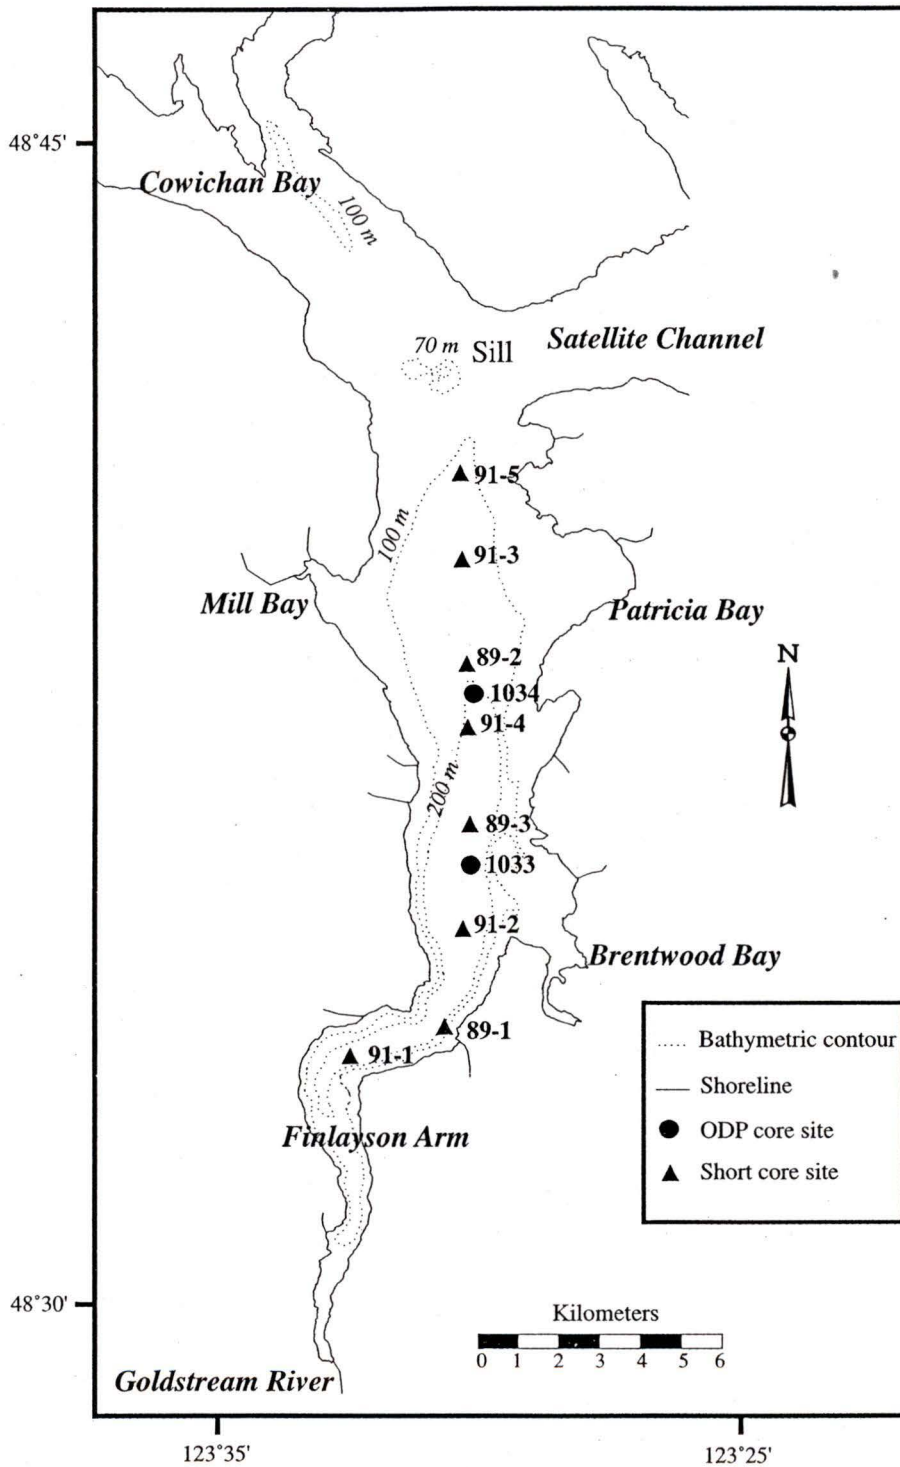 48°45'
Cowichan Bay
100 m
Satellite Channel
70 m Sill
91-5
100 m
91-3
Mill Bay
Patricia Bay
89-2
N
1034
91-4
200 m
89-3
1033
91-2
Brentwood Bay
89-1
91-1
Bathymetric contour
Shoreline
ODP core site
Short core site
Finlayson Arm
48°30'
Kilometers
0 1 2 3 4 5 6
Goldstream River
123°35'
123°25'